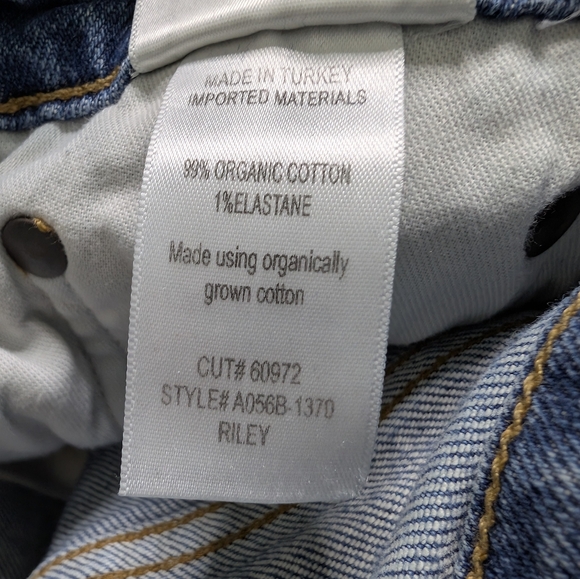 MADE IN TURKEY
IMPORTED MATERIALS
99% ORGANIC COTTON
1%ELASTANE
Made using organically
grown cotton
CUT# 60972
STYLE# A056B-1370
RILEY